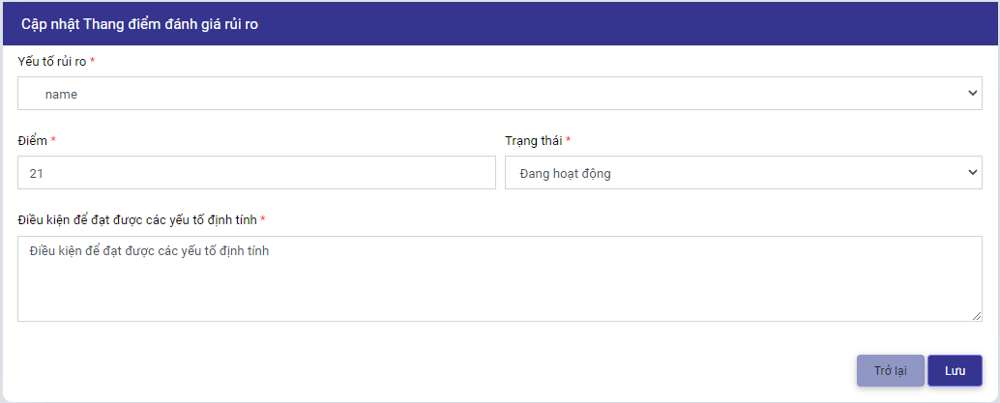 Cập nhật Thang điểm đánh giá rủi ro
Yếu tố rủi ro *
name
Điểm * Trạng thái *
21 Đang hoạt động
Điều kiện để đạt được các yếu tố định tính *
Điều kiện để đạt được các yếu tố định tính
Trở lại Lưu